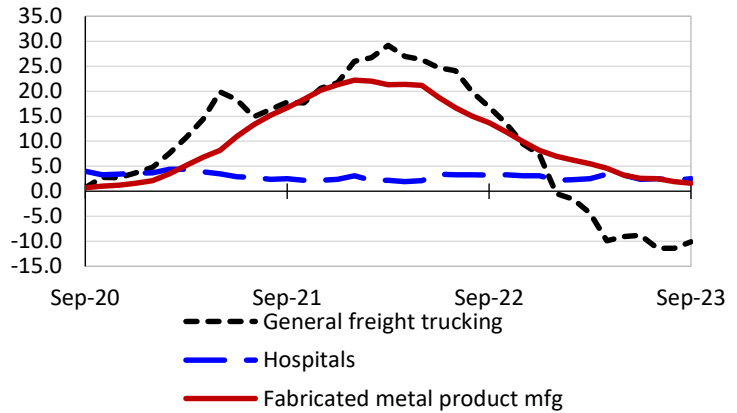 35.0
30.0
25.0
20.0
15.0
10.0
5.0
0.0
-5.0
-10.0
-15.0
Sep-20 Sep-21 Sep-22 Sep-23
General freight trucking
Hospitals
Fabricated metal product mfg